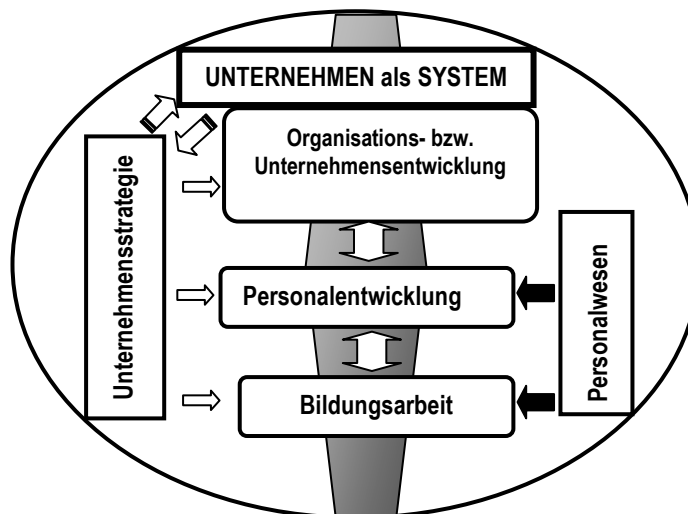 UNTERNEHMEN als SYSTEM
Organisations- bzw.
Unternehmensentwicklung
Unternehmensstrategie
Personalentwicklung
Personalwesen
Bildungsarbeit